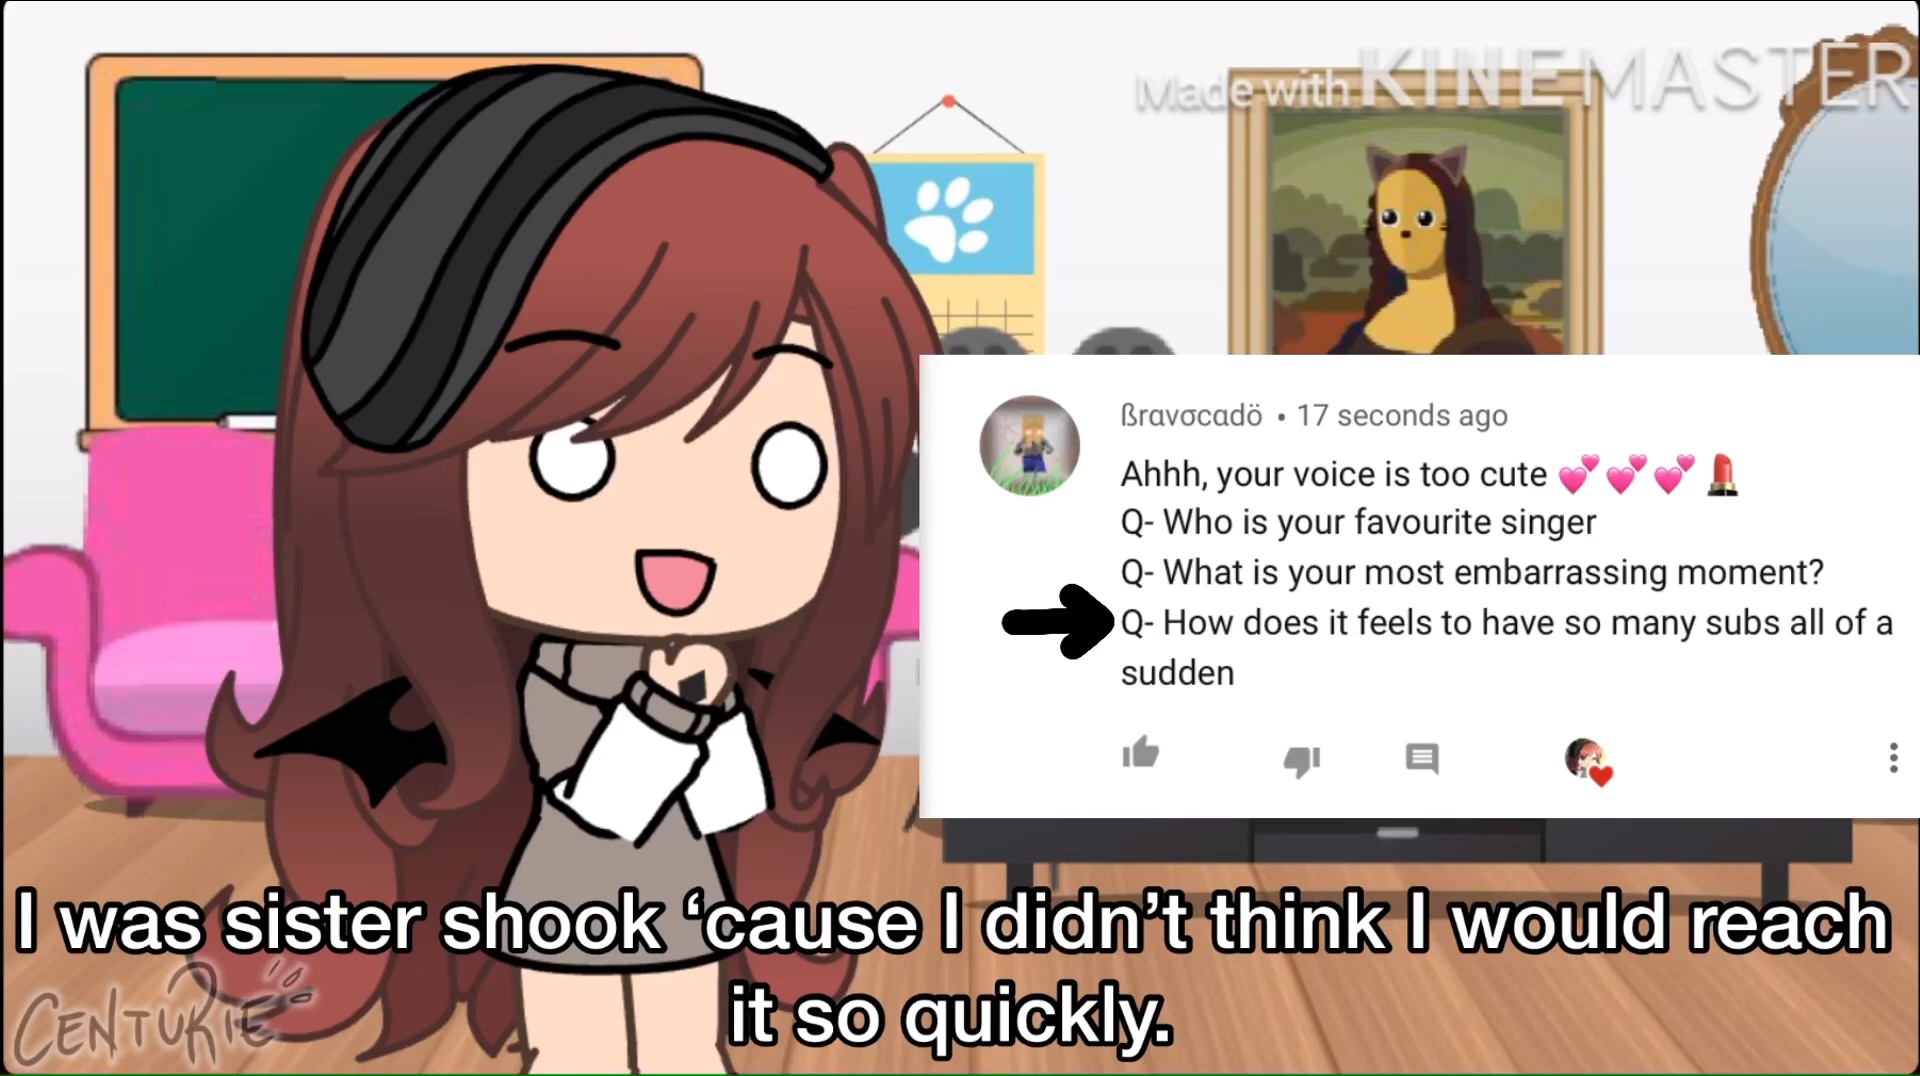 Made with KINEMASTER
ßrαvσcαdö • 17 seconds ago
Ahhh, your voice is too cute 💕💕💕💄
Q- Who is your favourite singer
Q- What is your most embarrassing moment?
Q- How does it feels to have so many subs all of a
sudden
I was sister shook ‘cause I didn’t think I would reach
it so quickly.
CENTURIE